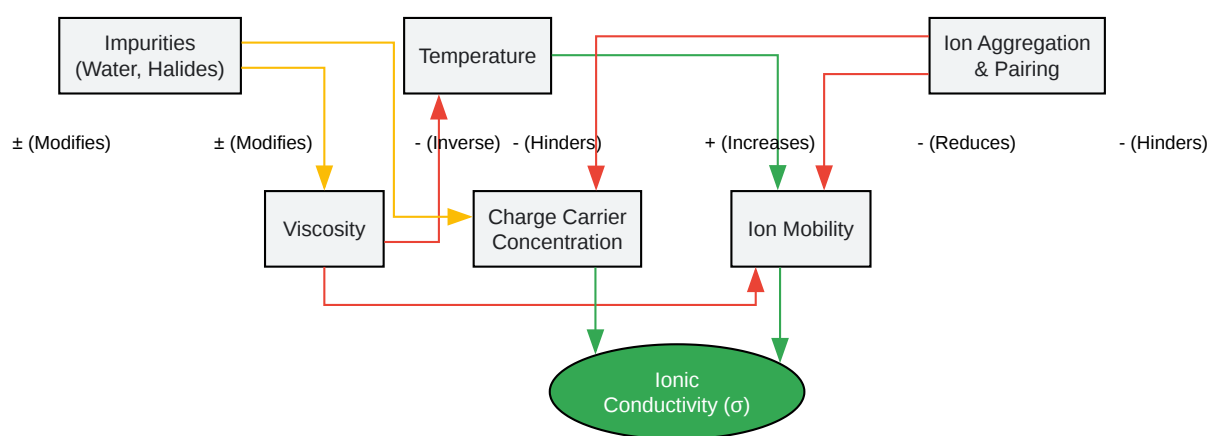 Impurities
(Water, Halides)
Temperature
Ion Aggregation
& Pairing
± (Modifies)
± (Modifies)
- (Inverse)
- (Hinders)
+ (Increases)
- (Reduces)
- (Hinders)
Viscosity
Charge Carrier
Concentration
Ion Mobility
Ionic
Conductivity (σ)